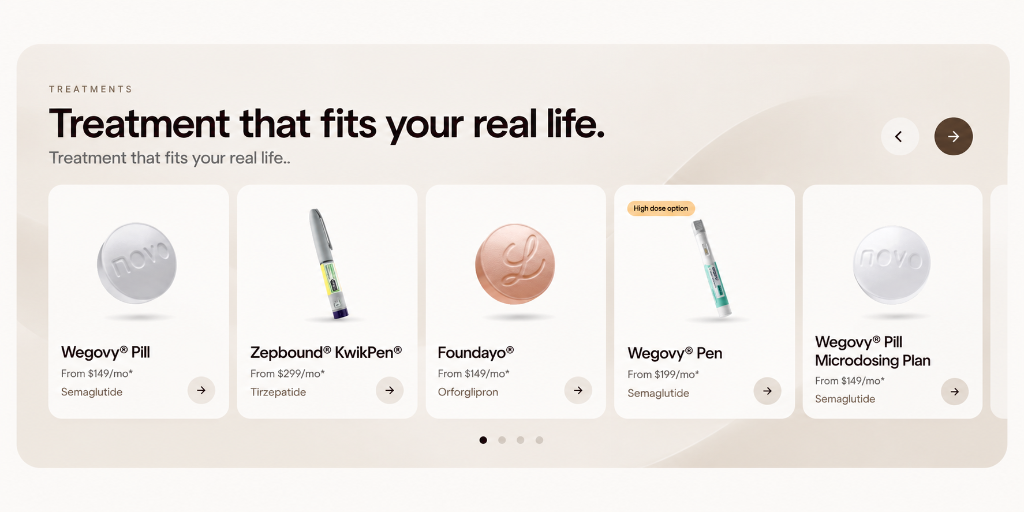 TREATMENTS
Treatment that fits your real life.
Treatment that fits your real life..
novo
Wegovy® Pill
From $149/mo*
Semaglutide
Zepbound® KwikPen®
From $299/mo*
Tirzepatide
L
Foundayo®
From $149/mo*
Orforglipron
High dose option
Wegovy® Pen
From $199/mo*
Semaglutide
novo
Wegovy® Pill
Microdosing Plan
From $149/mo*
Semaglutide